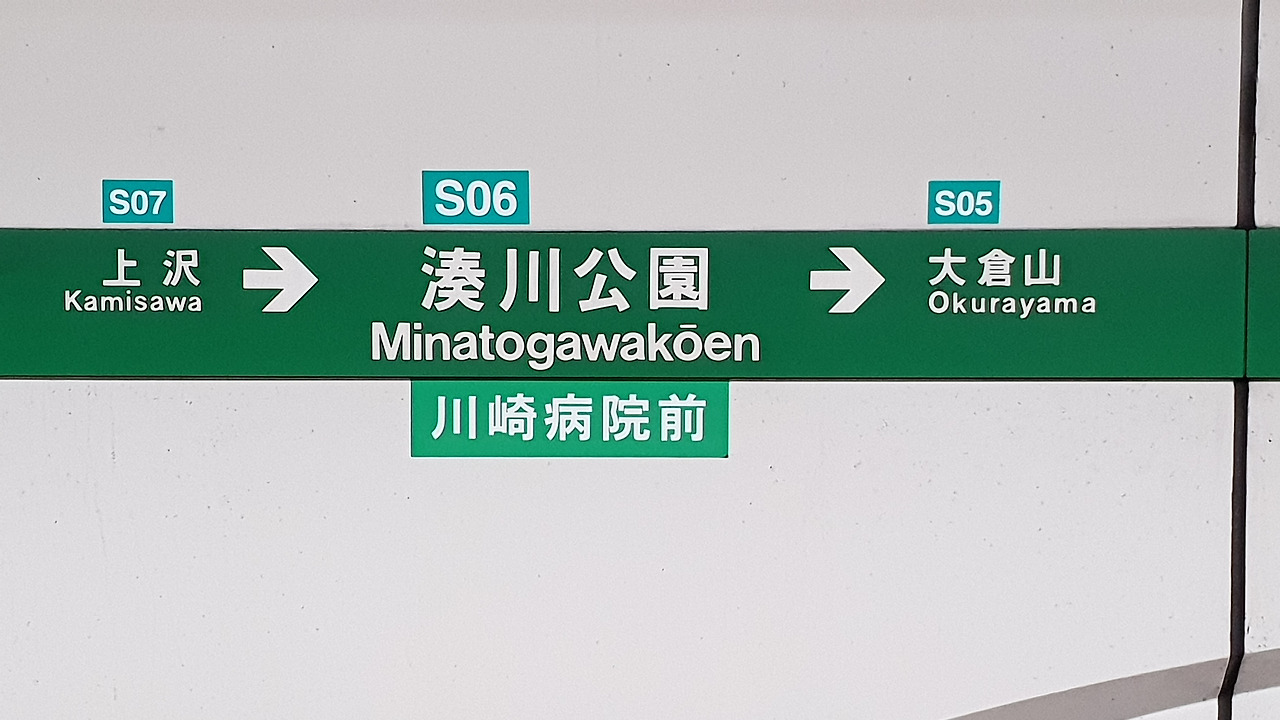 S07
S06
S05
上沢 → 湊川公園 → 大倉山
Kamisawa Minatogawakōen Okurayama
川崎病院前